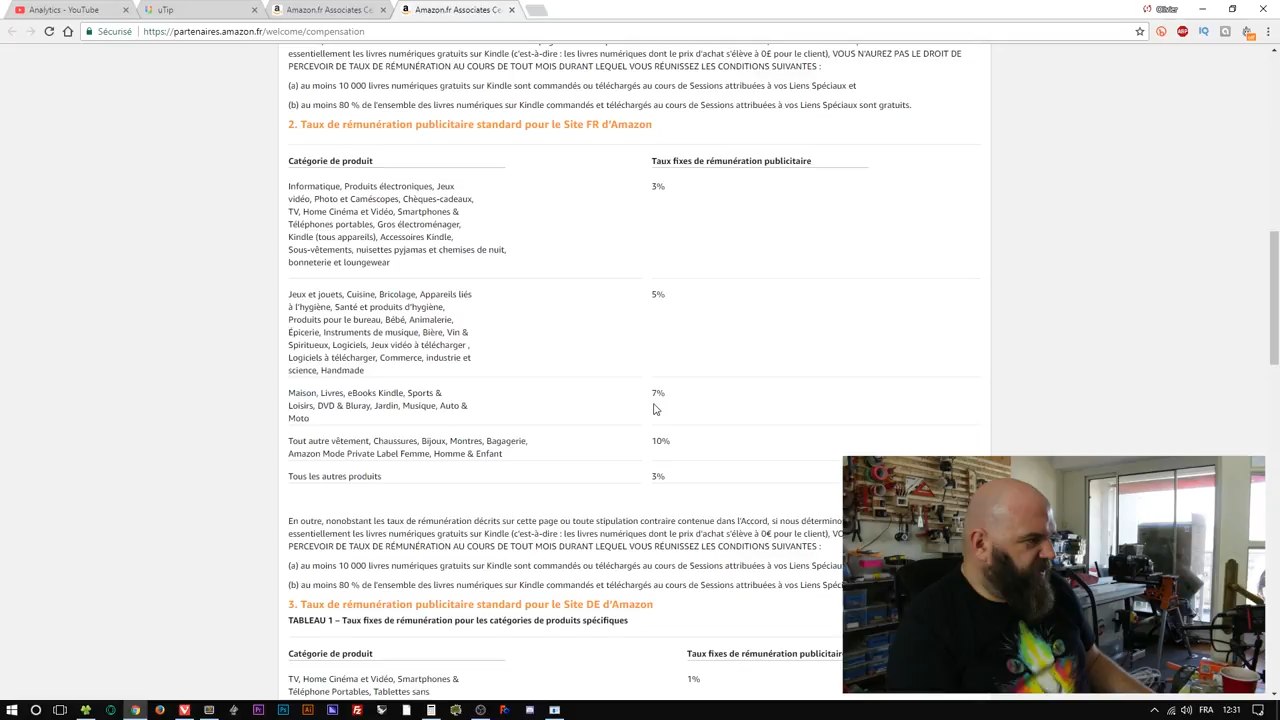 Analytics - YouTube
uTip
Amazon.fr Associates Ce
Amazon.fr Associates Ce
Olivier
Sécurisé
https://partenaires.amazon.fr/welcome/compensation
essentiellement les livres numériques gratuits sur Kindle (c'est-à-dire : les livres numériques dont le prix d'achat s'élève à 0£ pour le client), VOUS N'AUREZ PAS LE DROIT DE
PERCEVOIR DE TAUX DE RÉMUNÉRATION AU COURS DE TOUT MOIS DURANT LEQUEL VOUS RÉUNISSEZ LES CONDITIONS SUIVANTES :
(a) au moins 10 000 livres numériques gratuits sur Kindle sont commandés ou téléchargés au cours de Sessions attribuées à vos Liens Spéciaux et
(b) au moins 80 % de l'ensemble des livres numériques sur Kindle commandés et téléchargés au cours de Sessions attribuées à vos Liens Spéciaux sont gratuits.
2. Taux de rémunération publicitaire standard pour le Site FR d'Amazon
Catégorie de produit
Taux fixes de rémunération publicitaire
Informatique, Produits électroniques, Jeux
3%
vidéo, Photo et Caméscopes, Chèques-cadeaux,
TV, Home Cinéma et Vidéo, Smartphones &
Téléphones portables, Gros électroménager,
Kindle (tous appareils), Accessoires Kindle,
Sous-vêtements, nuisettes pyjamas et chemises de nuit,
bonneterie et loungewear
Jeux et jouets, Cuisine, Bricolage, Appareils liés
5%
à l'hygiène, Santé et produits d'hygiène,
Produits pour le bureau, Bébé, Animalerie,
Épicerie, Instruments de musique, Bière, Vin &
Spiritueux, Logiciels, Jeux vidéo à télécharger ,
Logiciels à télécharger, Commerce, industrie et
science, Handmade
Maison, Livres, eBooks Kindle, Sports &
7%
Loisirs, DVD & Bluray, Jardin, Musique, Auto &
Moto
Tout autre vêtement, Chaussures, Bijoux, Montres, Bagagerie,
10%
Amazon Mode Private Label Femme, Homme & Enfant
Tous les autres produits
3%
En outre, nonobstant les taux de rémunération décrits sur cette page ou toute stipulation contraire contenue dans l'Accord, si nous détermino
essentiellement les livres numériques gratuits sur Kindle (c'est-à-dire : les livres numériques dont le prix d'achat s'élève à 0€ pour le client), VO
PERCEVOIR DE TAUX DE RÉMUNÉRATION AU COURS DE TOUT MOIS DURANT LEQUEL VOUS RÉUNISSEZ LES CONDITIONS SUIVANTES :
(a) au moins 10 000 livres numériques gratuits sur Kindle sont commandés ou téléchargés au cours de Sessions attribuées à vos Liens Spéciau
(b) au moins 80 % de l'ensemble des livres numériques sur Kindle commandés et téléchargés au cours de Sessions attribuées à vos Liens Spéc
3. Taux de rémunération publicitaire standard pour le Site DE d'Amazon
TABLEAU 1 – Taux fixes de rémunération pour les catégories de produits spécifiques
Catégorie de produit
Taux fixes de rémunération publicitair
TV, Home Cinéma et Vidéo, Smartphones &
1%
Téléphone Portables, Tablettes sans
FRA
12:31